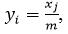 y_i = x_j/m,